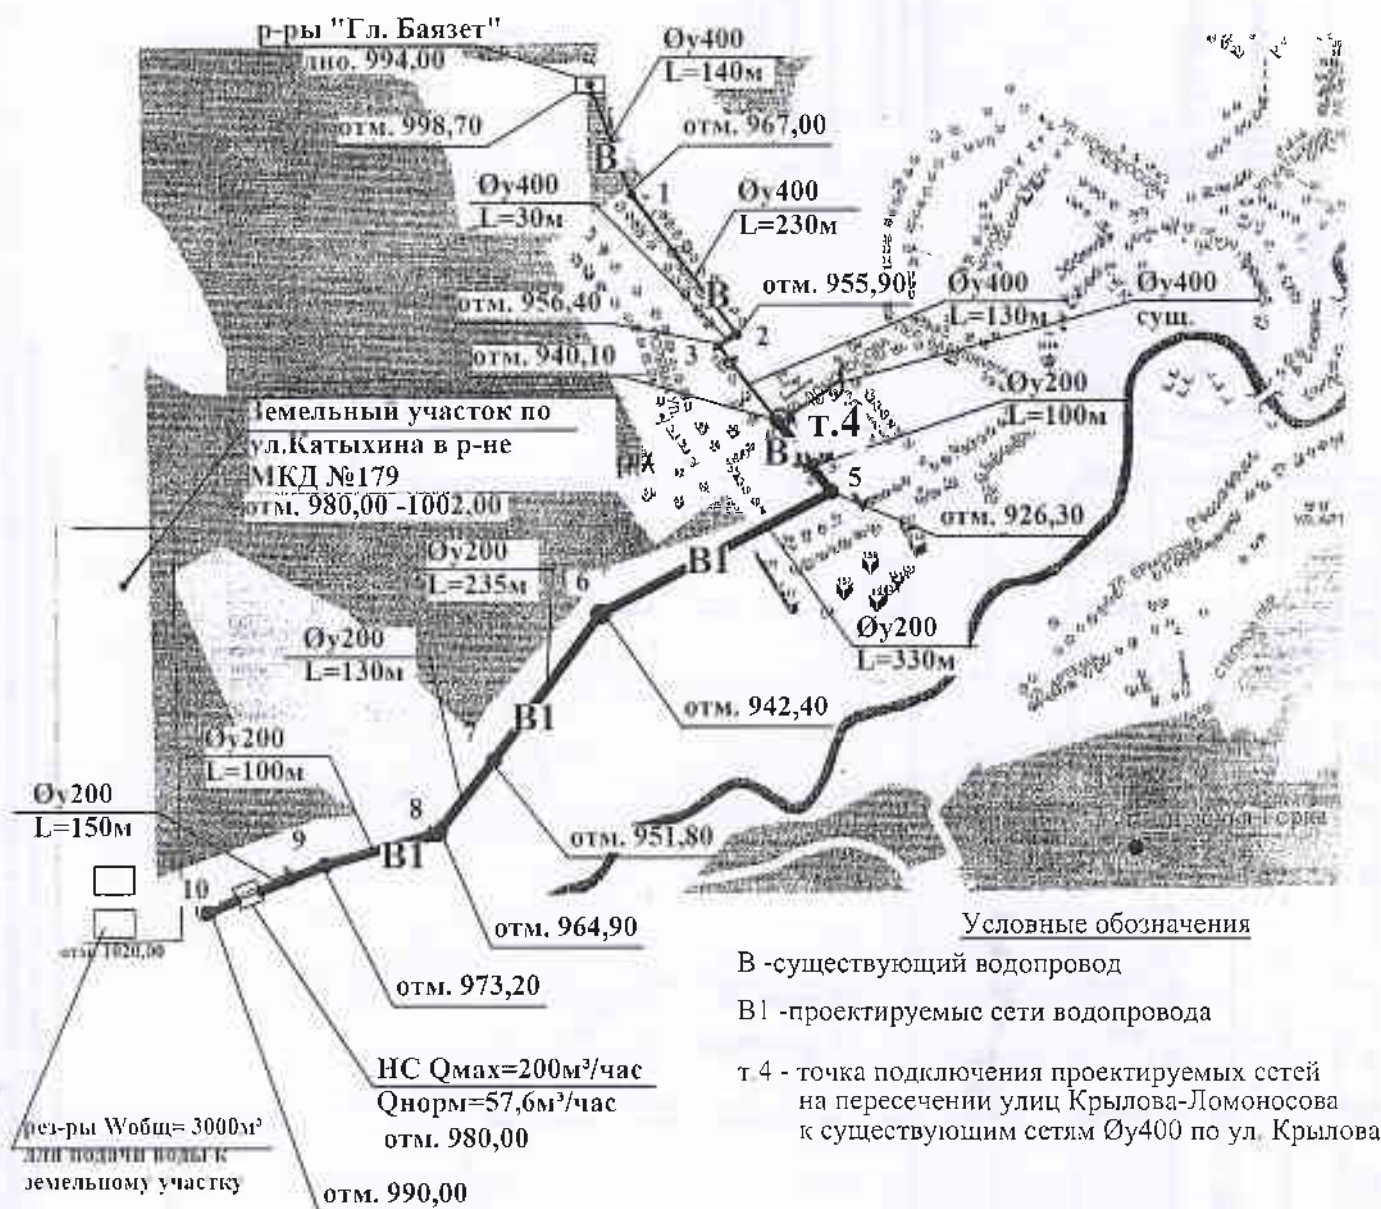 р-ры "Гл. Баязет"
дно. 994,00
отм. 998,70
Øу400
L=140м
отм. 967,00
В
1
Øу400
L=30м
Øу400
L=230м
В
отм. 955,90
отм. 956,40
2
3
Øу400
L=130м
Øу400
сущ.
отм. 940,10
Øу200
L=100м
т.4
В
5
Земельный участок по
ул.Катыхина в р-не
МКД №179
отм. 980,00 -1002.00
отм. 926,30
Øу200
L=235м
6
В1
Øу200
L=130м
Øу200
L=330м
отм. 942,40
В1
7
Øу200
L=100м
Øу200
L=150м
8
9
В1
отм. 951.80
10
отм. 1020,00
отм. 964,90
отм. 973,20
НС Qмах=200м³/час
Qнорм=57,6м³/час
отм. 980,00
рез-ры Wобщ= 3000м³
для подачи воды к
земельному участку
отм. 990,00
Условные обозначения
В -существующий водопровод
В1 -проектируемые сети водопровода
т.4 - точка подключения проектируемых сетей
на пересечении улиц Крылова-Ломоносова
к существующим сетям Øу400 по ул. Крылова